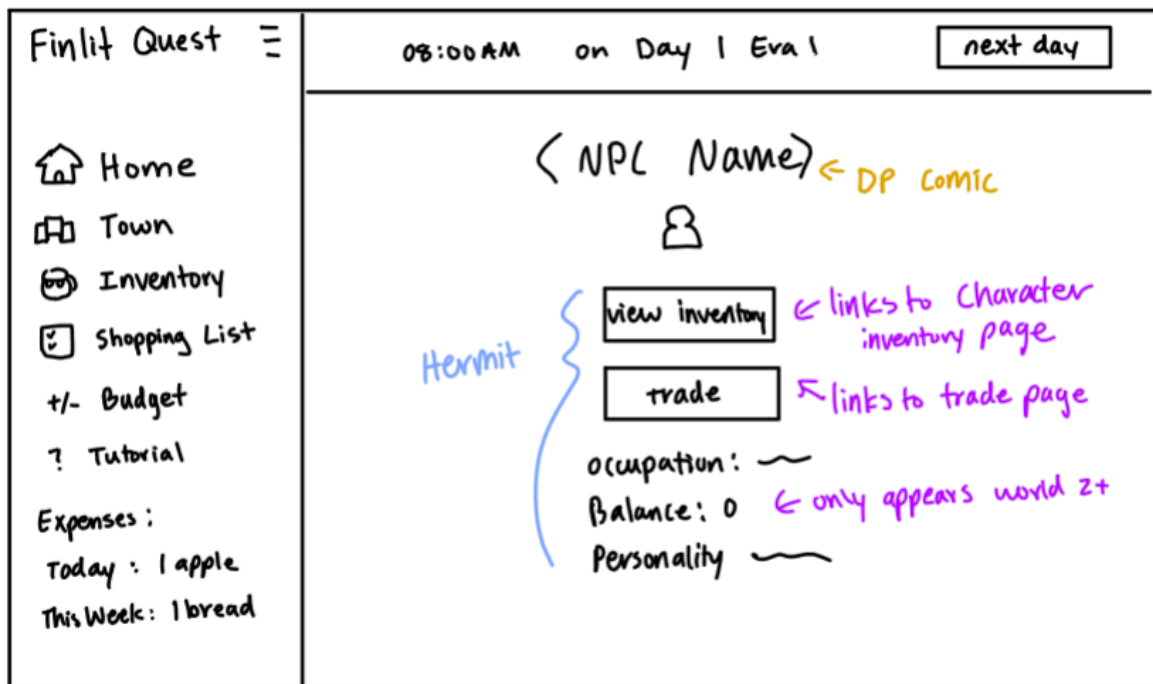 Finlit Quest
08:00AM on Day 1 Era 1
next day
Home
Town
Inventory
Shopping List
+/- Budget
? Tutorial
Expenses:
Today: 1 apple
This Week: 1 bread
<NPC Name>
← DP Comic
Hermit
view inventory
← links to Character
inventory page
trade
← links to trade page
occupation:
Balance: 0
← only appears world 2+
Personality